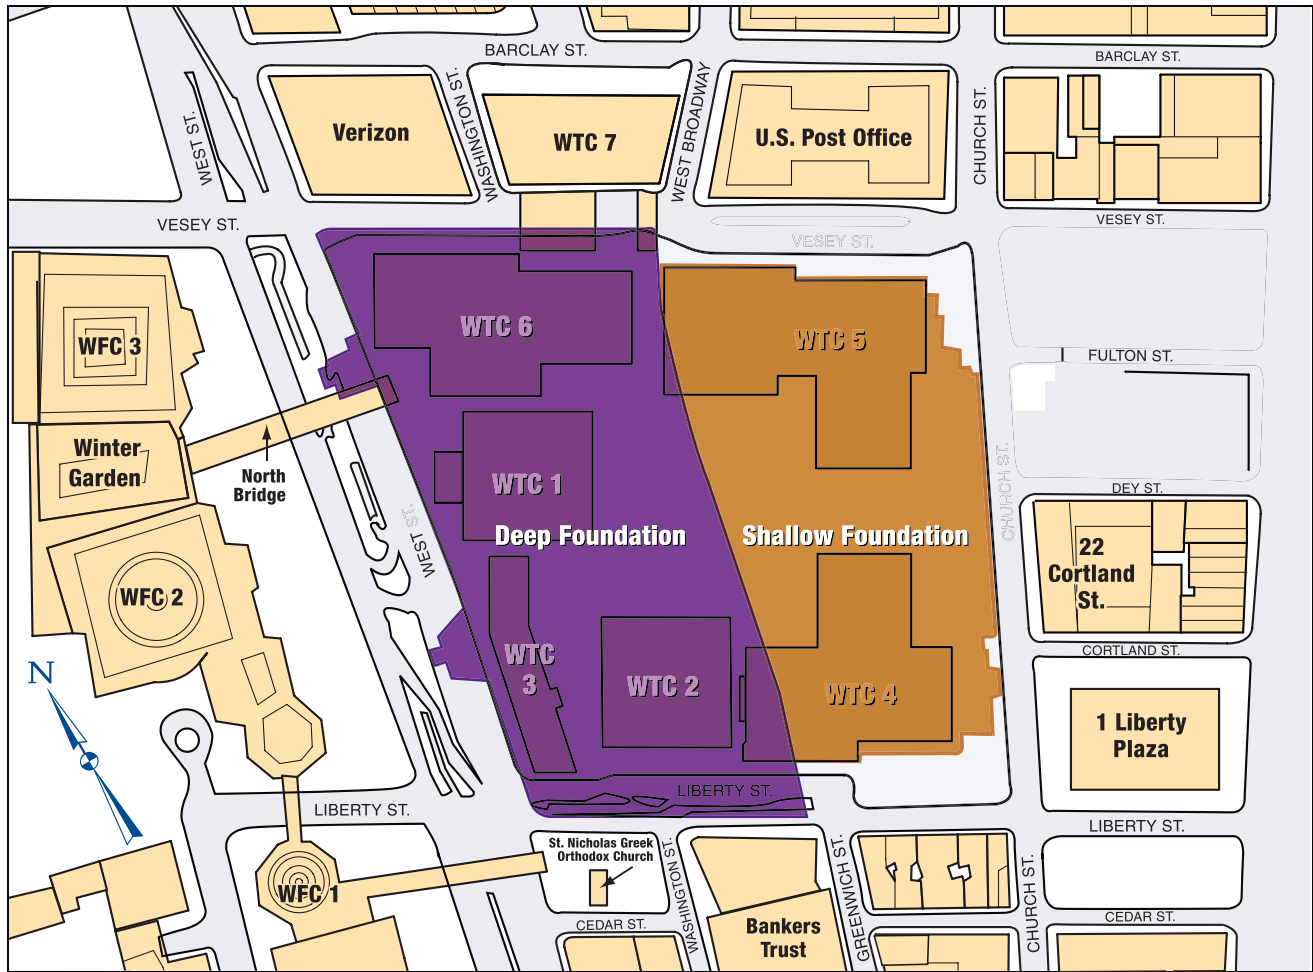 BARCLAY ST.
BARCLAY ST.
WEST ST.
Verizon
WASHINGTON ST.
WTC 7
WEST BROADWAY
U.S. Post Office
CHURCH ST.
VESEY ST.
VESEY ST.
VESEY ST.
WFC 3
WTC 6
WTC 5
FULTON ST.
Winter
Garden
North
Bridge
WTC 1
WEST ST.
Deep Foundation
Shallow Foundation
CHURCH ST.
DEY ST.
22
Cortland
St.
WFC 2
WTC
3
WTC 2
WTC 4
CORTLAND ST.
N
1 Liberty
Plaza
LIBERTY ST.
LIBERTY ST.
LIBERTY ST.
St. Nicholas Greek
Orthodox Church
WASHINGTON ST.
GREENWICH ST.
CHURCH ST.
WFC 1
CEDAR ST.
CEDAR ST.
Bankers
Trust